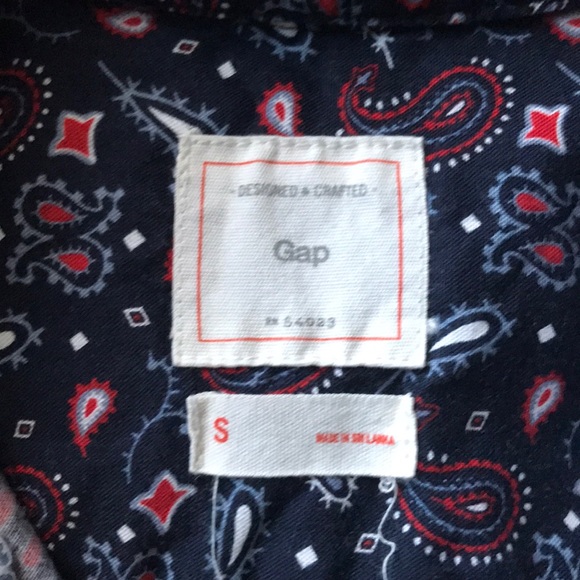 - DESIGNED & CRAFTED -
Gap
RN 54023
S
MADE IN SRI LANKA